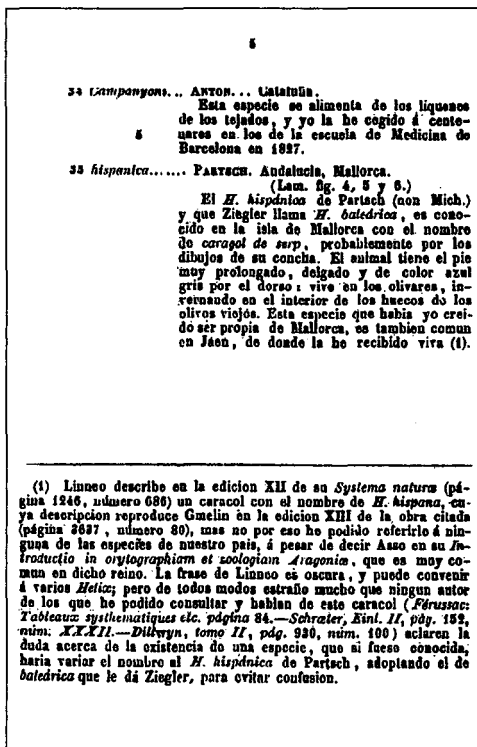 5
34 Campanyoni... ANTON... Cataluña.
Esta especie se alimenta de los líquenes
de los tejados, y yo la he cogido á cente-
nares en los de la escuela de Medicina de
Barcelona en 1827.
35 hispanica....... PARTSCH. Andalucia, Mallorca.
(Lam. fig. 4, 5 y 6.)
El H. hispánica de Partsch (non Mich.)
y que Ziegler llama H. baleárica, es cono-
cido en la isla de Mallorca con el nombre
de caragol de serp, probablemente por los
dibujos de su concha. El animal tiene el pie
muy prolongado, delgado y de color azul
gris por el dorso: vive en los olivares, in-
vernando en el interior de los huecos de los
olivos viejos. Esta especie que habia yo crei-
do ser propia de Mallorca, es tambien comun
en Jaen, de donde la he recibido viva (1).
(1) Linneo describe en la edicion XII de su Systema naturæ (pá-
gina 1246, número 686) un caracol con el nombre de H. hispana, cu-
ya descripcion reproduce Gmelin en la edicion XIII de la obra citada
(página 3637, número 80), mas no por eso he podido referirle á nin-
guna de las especies de nuestro pais, á pesar de decir Asso en su In-
troductio in oryctographiam et zoologiam Aragoniæ, que es muy co-
mun en dicho reino. La frase de Linneo es oscura, y puede convenir
á varios Helix; pero de todos modos estraño mucho que ningun autor
de los que he podido consultar y hablan de este caracol (Férussac:
Tableaux systhematiques etc. página 84.—Schrater, Einl. II, pág. 152,
núm. XXXII.—Dillwyn, tomo II, pág. 930, núm. 100) aclaren la
duda acerca de la existencia de una especie, que si fuese conocida,
haria variar el nombre al H. hispánica de Partsch, adoptando el de
baleárica que le dá Ziegler, para evitar confusion.